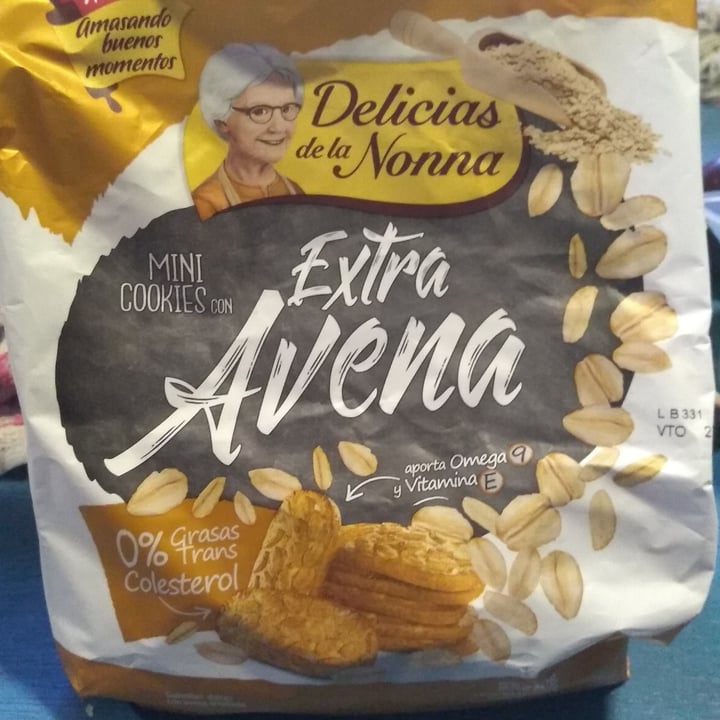 Amasando
buenos
momentos
Delicias
de la Nonna
MINI
COOKIES CON
Extra
Avena
L B 331
VTO 2
aporta Omega 9
y Vitamina E
0% Grasas
Trans
Colesterol